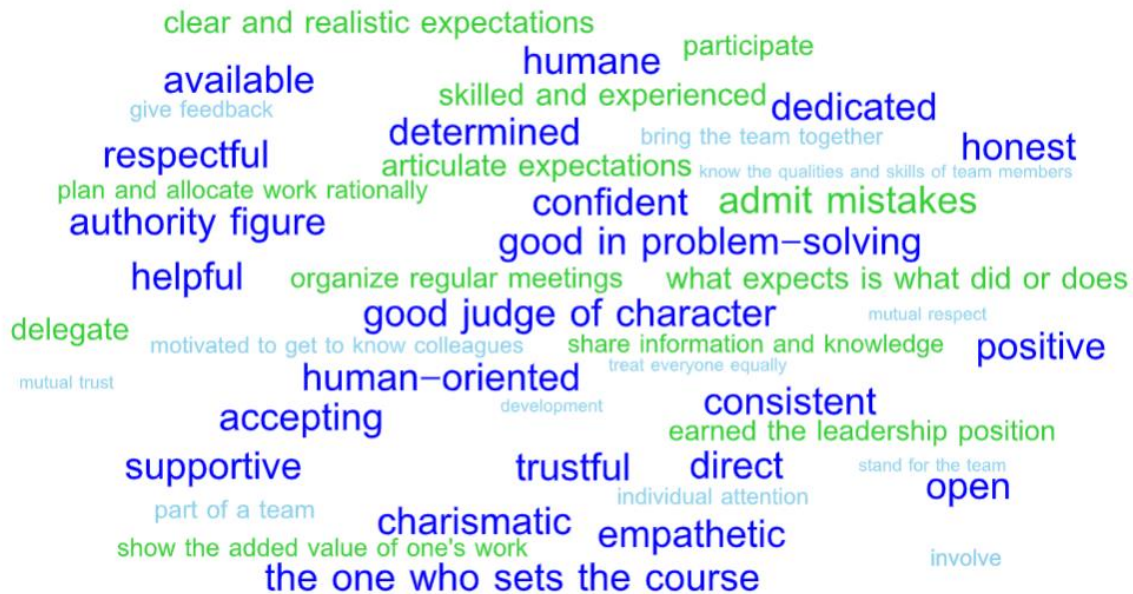 clear and realistic expectations
participate
humane
available
skilled and experienced
dedicated
give feedback
determined
bring the team together
honest
respectful
articulate expectations
know the qualities and skills of team members
plan and allocate work rationally
confident
admit mistakes
authority figure
good in problem–solving
helpful
organize regular meetings
what expects is what did or does
good judge of character
mutual respect
delegate
motivated to get to know colleagues
share information and knowledge
positive
treat everyone equally
mutual trust
human–oriented
development
consistent
accepting
earned the leadership position
supportive
trustful
direct
stand for the team
open
individual attention
part of a team
charismatic
empathetic
show the added value of one's work
involve
the one who sets the course